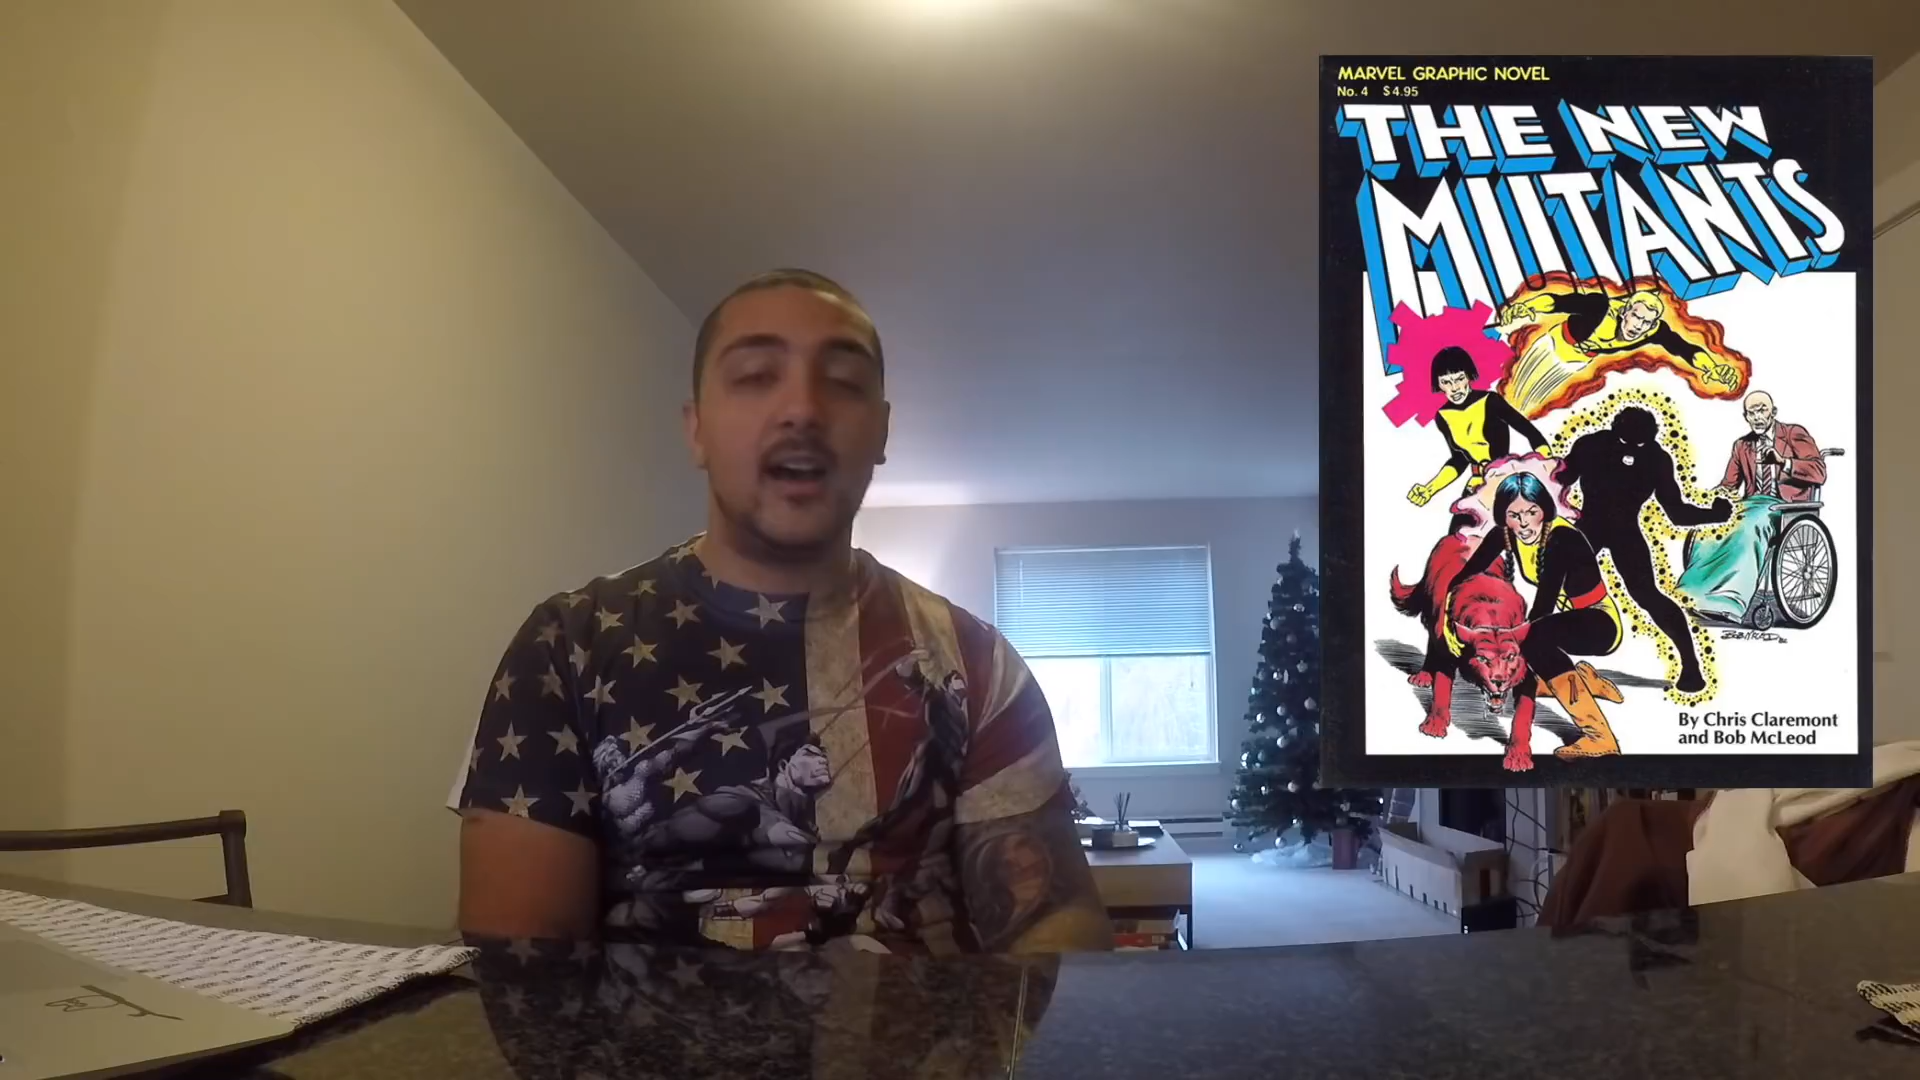 MARVEL GRAPHIC NOVEL
No. 4 $4.95
THE NEW
MUTANTS
By Chris Claremont
and Bob McLeod